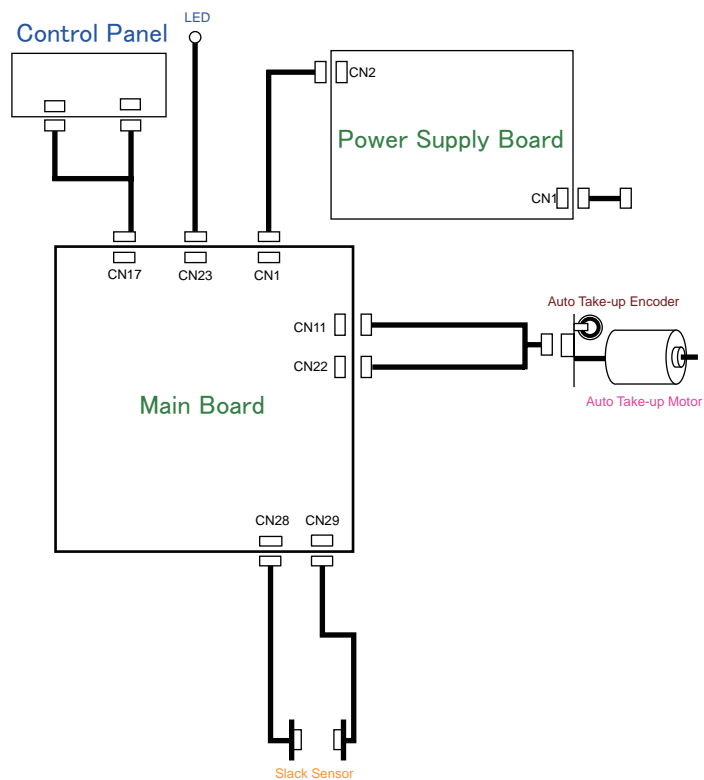 LED
Control Panel
CN2
Power Supply Board
CN1
CN17
CN23
CN1
Auto Take-up Encoder
CN11
CN22
Auto Take-up Motor
Main Board
CN28
CN29
Slack Sensor